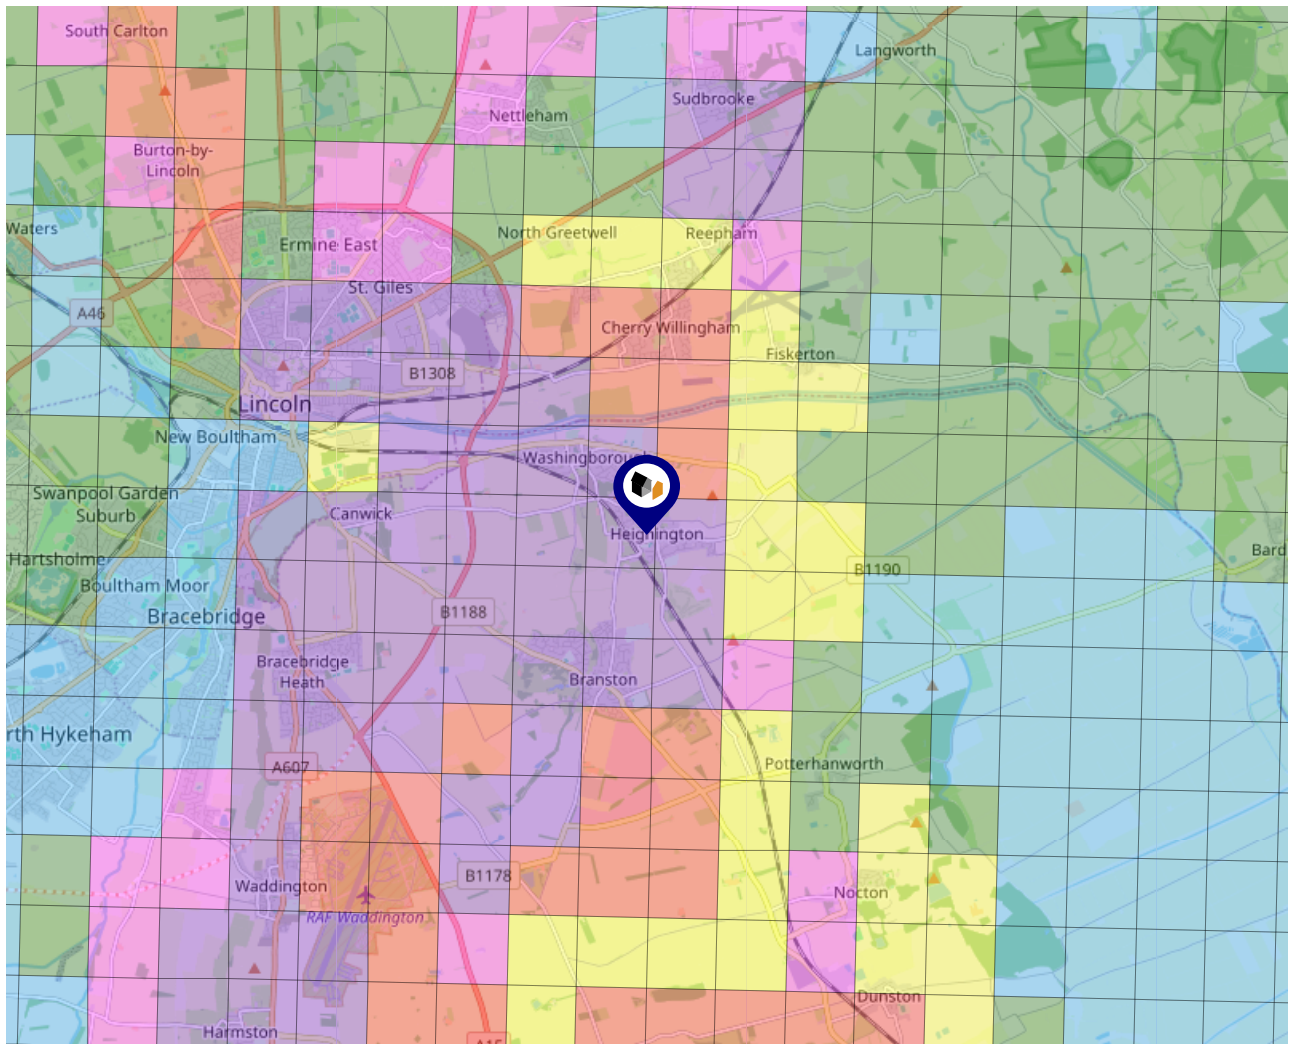 South Carlton
Langworth
Sudbrooke
Nettleham
Burton-by-
Lincoln
Waters
Ermine East
North Greetwell
Reepham
St. Giles
A46
Cherry Willingham
Fiskerton
B1308
Lincoln
New Boultham
Washingborough
Swanpool Garden
Suburb
Canwick
Heighington
Hartsholme
Bard
B1190
Boultham Moor
Bracebridge
B1188
Bracebridge
Heath
Branston
rth Hykeham
A607
Potterhanworth
B1178
Waddington
Nocton
RAF Waddington
Dunston
Harmston
A15